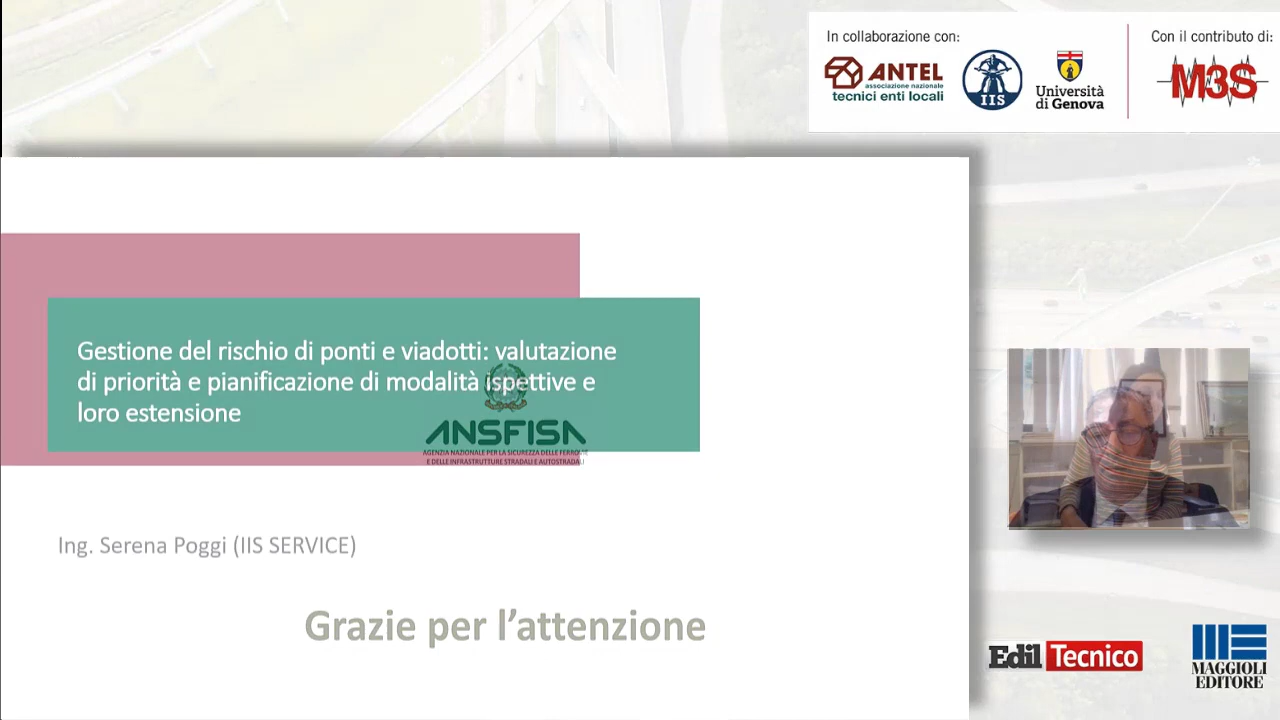 In collaborazione con:
Con il contributo di:
ANTEL
associazione nazionale
tecnici enti locali
IIS
Università
di Genova
M3S
Gestione del rischio di ponti e viadotti: valutazione
di priorità e pianificazione di modalità ispettive e
loro estensione
ANSFISA
AGENZIA NAZIONALE PER LA SICUREZZA DELLE FERROVIE
E DELLE INFRASTRUTTURE STRADALI E AUTOSTRADALI
Ing. Serena Poggi (IIS SERVICE)
Grazie per l’attenzione
Edil Tecnico
MAGGIOLI
EDITORE